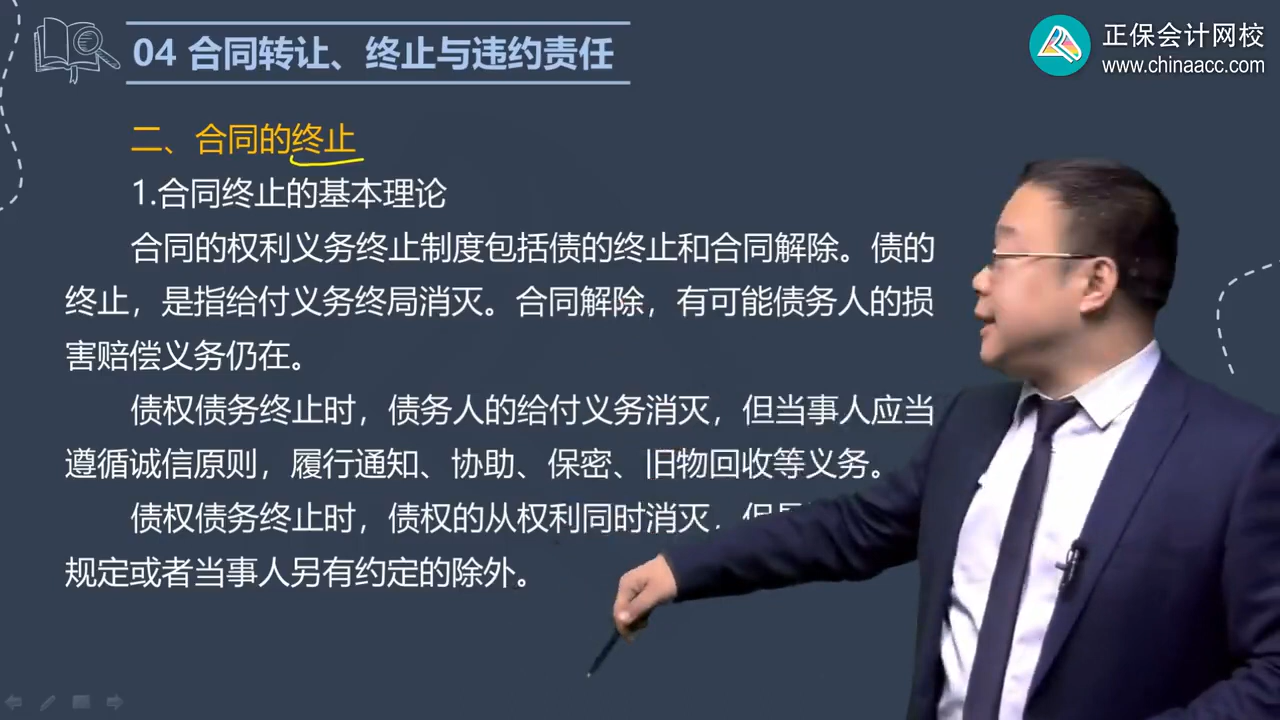 04 合同转让、终止与违约责任
正保会计网校
www.chinaacc.com
二、合同的终止
1.合同终止的基本理论
合同的权利义务终止制度包括债的终止和合同解除。债的
终止，是指给付义务终局消灭。合同解除，有可能债务人的损
害赔偿义务仍在。
债权债务终止时，债务人的给付义务消灭，但当事人应当
遵循诚信原则，履行通知、协助、保密、旧物回收等义务。
债权债务终止时，债权的从权利同时消灭，但
规定或者当事人另有约定的除外。